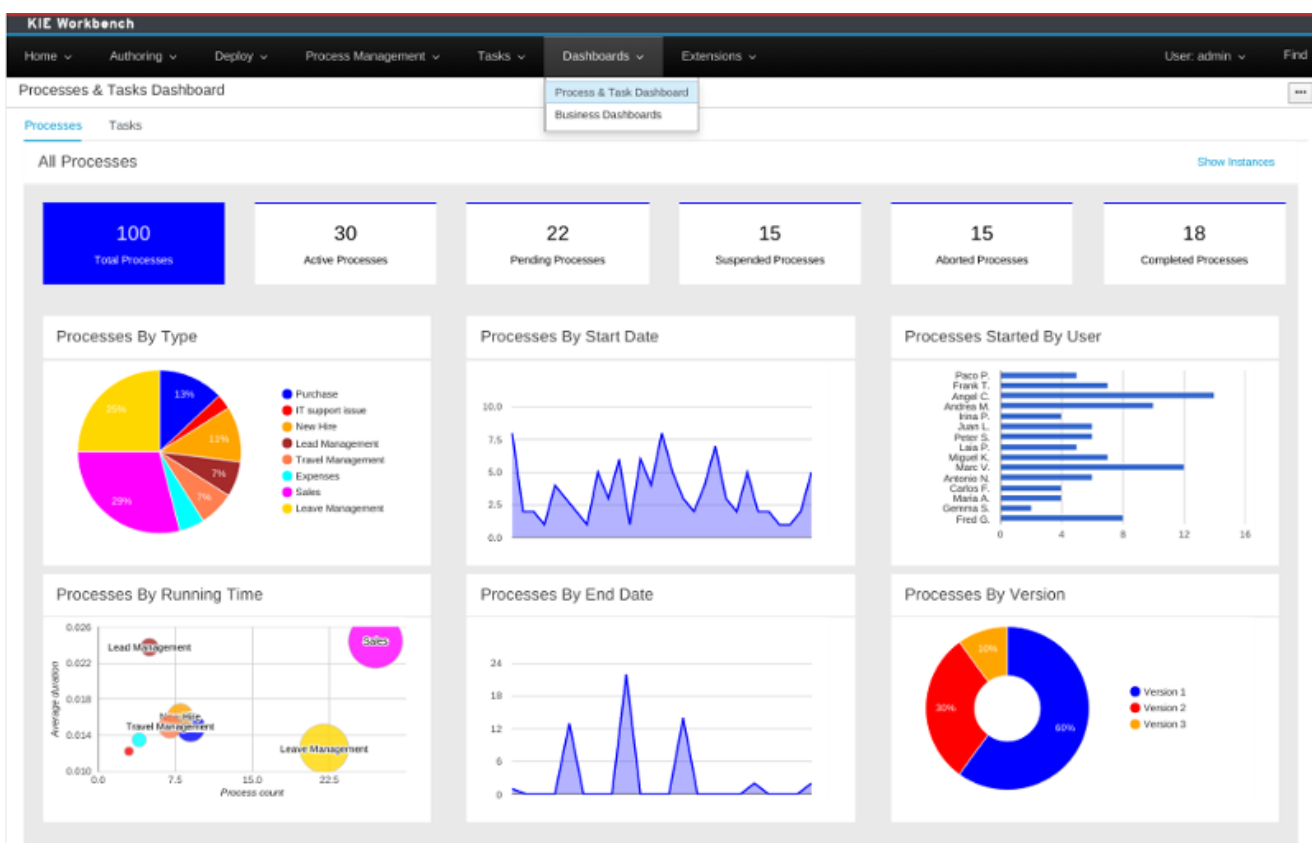 KIE Workbench
Home Authoring Deploy Process Management Tasks Dashboards Extensions User: admin Find
Processes & Tasks Dashboard
Process & Task Dashboard
Business Dashboards
Processes Tasks
All Processes Show Instances
100 30 22 15 15 18
Total Processes Active Processes Pending Processes Suspended Processes Aborted Processes Completed Processes
Processes By Type
13%
11%
7%
7%
29%
25%
Purchase
IT support issue
New Hire
Lead Management
Travel Management
Expenses
Sales
Leave Management
Processes By Start Date
10.0
7.5
5.0
2.5
0.0
Processes Started By User
Paco P.
Frank T.
Angel C.
Andrea M.
Irina P.
Juan L.
Peter S.
Laia P.
Miguel K.
Marc V.
Antonio N.
Carlos F.
Maria A.
Gemma S.
Fred G.
0 4 8 12 16
Processes By Running Time
Average duration
0.026
0.022
0.018
0.014
0.010
Lead Management
Sales
New Hire
Travel Management
Leave Management
0.0 7.5 15.0 22.5
Process count
Processes By End Date
24
18
12
6
0
Processes By Version
10%
30%
60%
Version 1
Version 2
Version 3